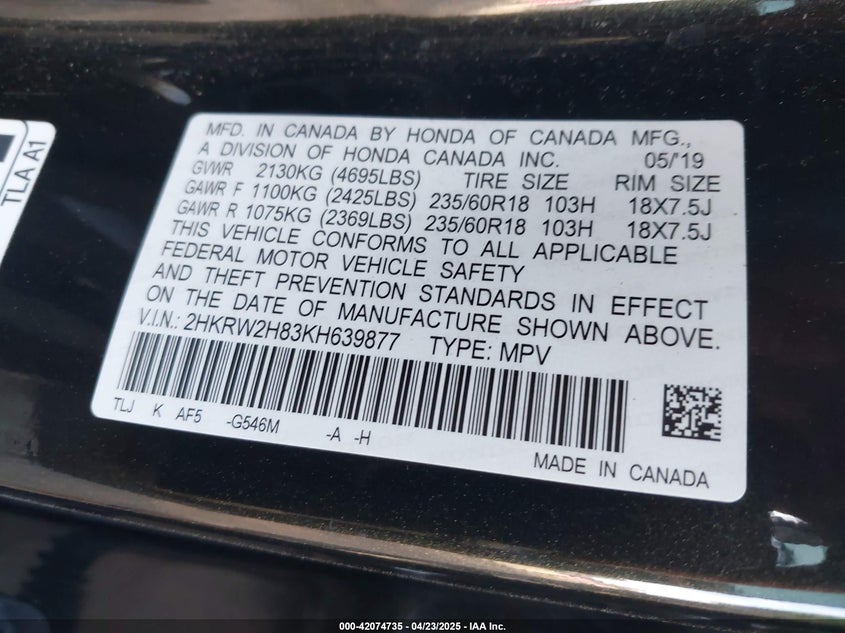 TLA A1
MFD. IN CANADA BY HONDA OF CANADA MFG.,
A DIVISION OF HONDA CANADA INC. 05/'19
GVWR 2130KG (4695LBS) TIRE SIZE RIM SIZE
GAWR F 1100KG (2425LBS) 235/60R18 103H 18X7.5J
GAWR R 1075KG (2369LBS) 235/60R18 103H 18X7.5J
THIS VEHICLE CONFORMS TO ALL APPLICABLE
FEDERAL MOTOR VEHICLE SAFETY
AND THEFT PREVENTION STANDARDS IN EFFECT
ON THE DATE OF MANUFACTURE SHOWN ABOVE.
V.I.N.: 2HKRW2H83KH639877 TYPE: MPV
TLJ K AF5 -G546M -A -H
MADE IN CANADA
000-42074735 - 04/23/2025 - IAA Inc.